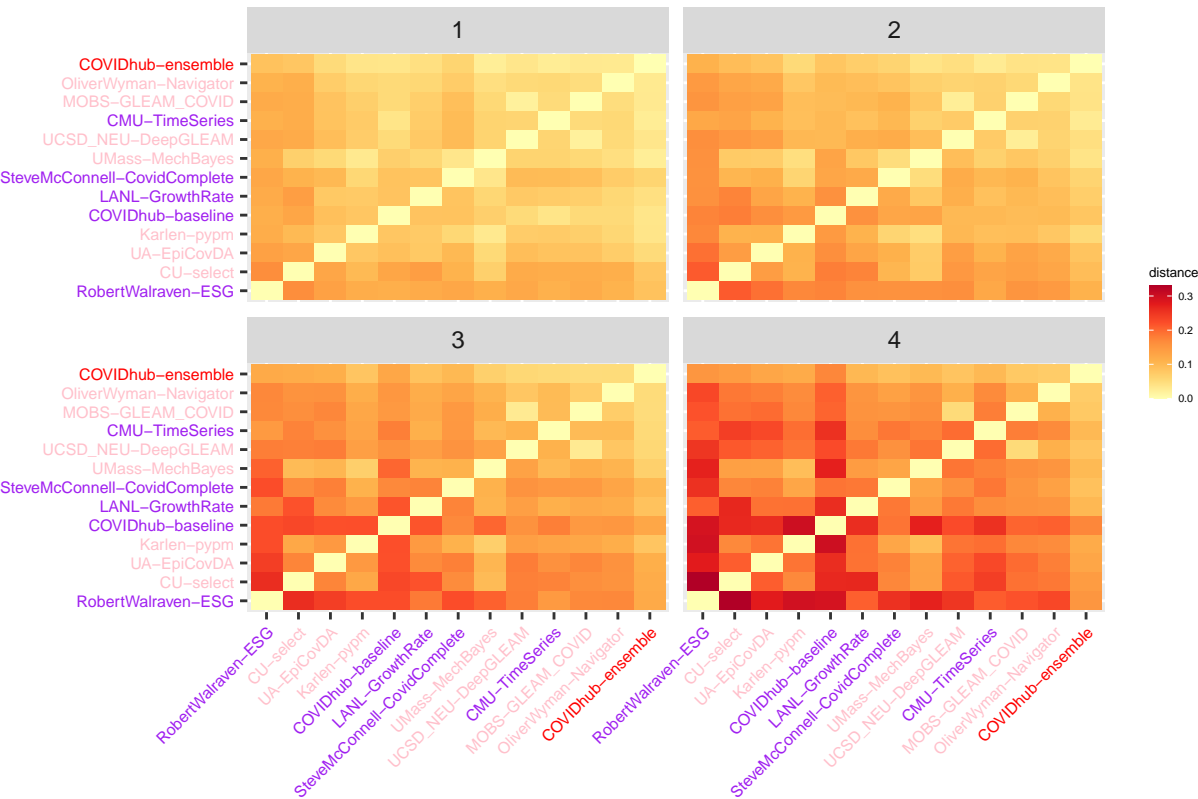 1
2
COVIDhub−ensemble
OliverWyman−Navigator
MOBS−GLEAM_COVID
CMU−TimeSeries
UCSD_NEU−DeepGLEAM
UMass−MechBayes
SteveMcConnell−CovidComplete
LANL−GrowthRate
COVIDhub−baseline
Karlen−pypm
UA−EpiCovDA
CU−select
RobertWalraven−ESG
distance
0.3
0.2
0.1
0.0
3
4
COVIDhub−ensemble
OliverWyman−Navigator
MOBS−GLEAM_COVID
CMU−TimeSeries
UCSD_NEU−DeepGLEAM
UMass−MechBayes
SteveMcConnell−CovidComplete
LANL−GrowthRate
COVIDhub−baseline
Karlen−pypm
UA−EpiCovDA
CU−select
RobertWalraven−ESG
RobertWalraven−ESG
CU−select
UA−EpiCovDA
Karlen−pypm
COVIDhub−baseline
LANL−GrowthRate
SteveMcConnell−CovidComplete
UMass−MechBayes
UCSD_NEU−DeepGLEAM
CMU−TimeSeries
MOBS−GLEAM_COVID
OliverWyman−Navigator
COVIDhub−ensemble
RobertWalraven−ESG
CU−select
UA−EpiCovDA
Karlen−pypm
COVIDhub−baseline
LANL−GrowthRate
SteveMcConnell−CovidComplete
UMass−MechBayes
UCSD_NEU−DeepGLEAM
CMU−TimeSeries
MOBS−GLEAM_COVID
OliverWyman−Navigator
COVIDhub−ensemble